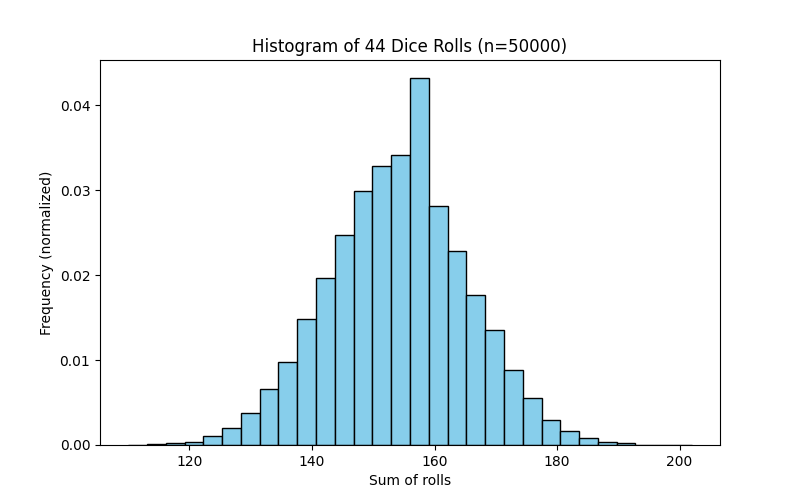 Histogram of 44 Dice Rolls (n=50000)
Frequency (normalized)
0.04
0.03
0.02
0.01
0.00
120 140 160 180 200
Sum of rolls